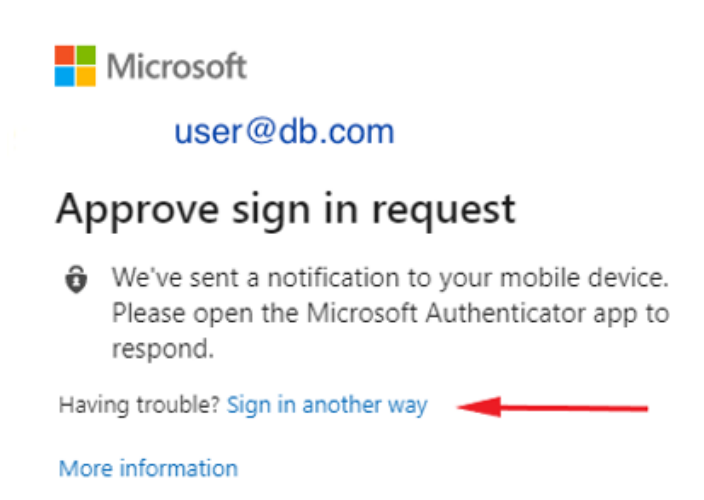 Microsoft
user@db.com
Approve sign in request
We've sent a notification to your mobile device.
Please open the Microsoft Authenticator app to
respond.
Having trouble? Sign in another way
More information